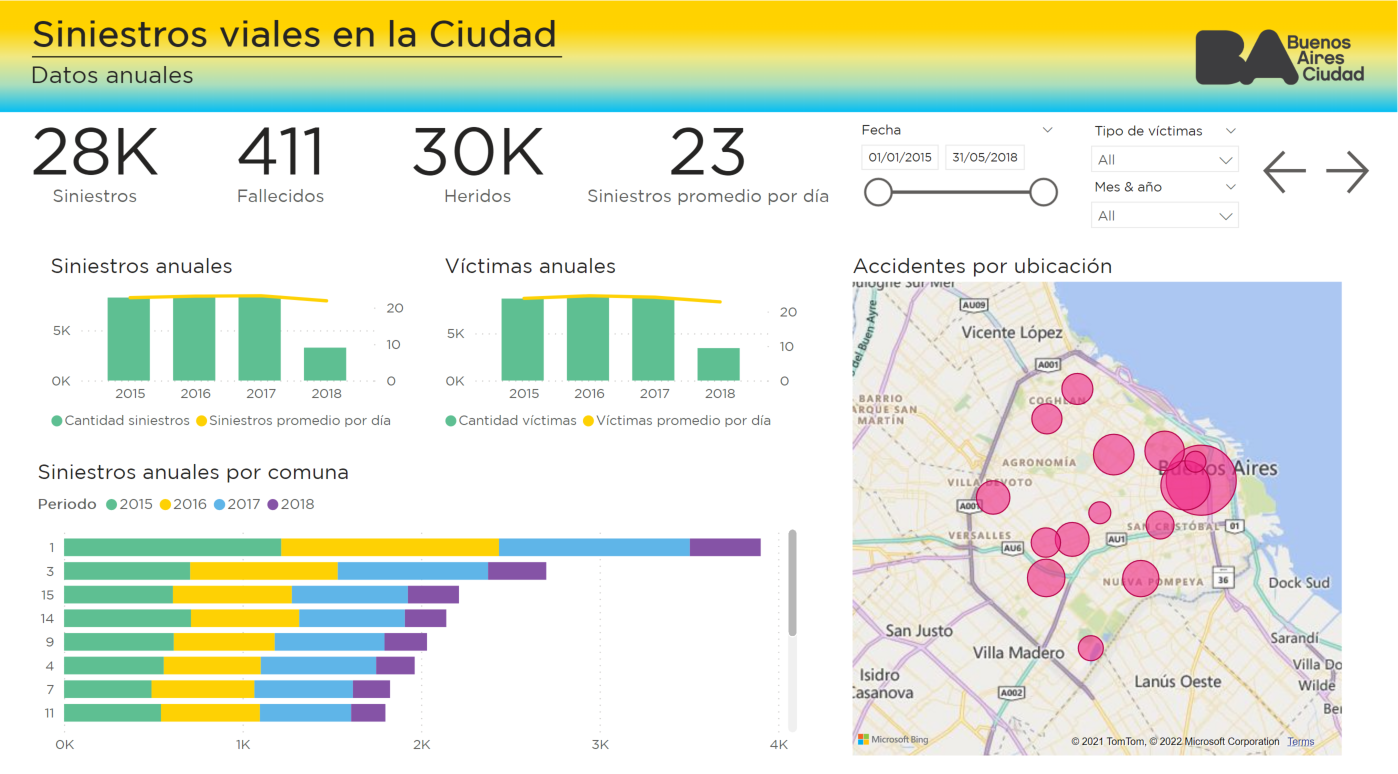 Siniestros viales en la Ciudad
Datos anuales
BA Buenos
Aires
Ciudad
28K
Siniestros
411
Fallecidos
30K
Heridos
23
Siniestros promedio por día
Fecha
01/01/2015 31/05/2018
Tipo de víctimas
All
Mes & año
All
Siniestros anuales
5K
0K
20
10
0
2015 2016 2017 2018
Cantidad siniestros Siniestros promedio por día
Víctimas anuales
5K
0K
20
10
0
2015 2016 2017 2018
Cantidad víctimas Víctimas promedio por día
Siniestros anuales por comuna
Periodo 2015 2016 2017 2018
1
3
15
14
9
4
7
11
0K 1K 2K 3K 4K
Accidentes por ubicación
AU09
del Buen Ayre
Vicente López
A001
BARRIO
PARQUE SAN
MARTÍN
AGRONOMÍA
Buenos Aires
VILLA DEVOTO
A001
VERSALLES
AU6
AU1
SAN CRISTÓBAL
01
NUEVA POMPEYA
36
Dock Sud
San Justo
Villa Madero
Sarandí
Villa Do
Wilde
Isidro
Casanova
A002
Lanús Oeste
Microsoft Bing
© 2021 TomTom, © 2022 Microsoft Corporation Terms